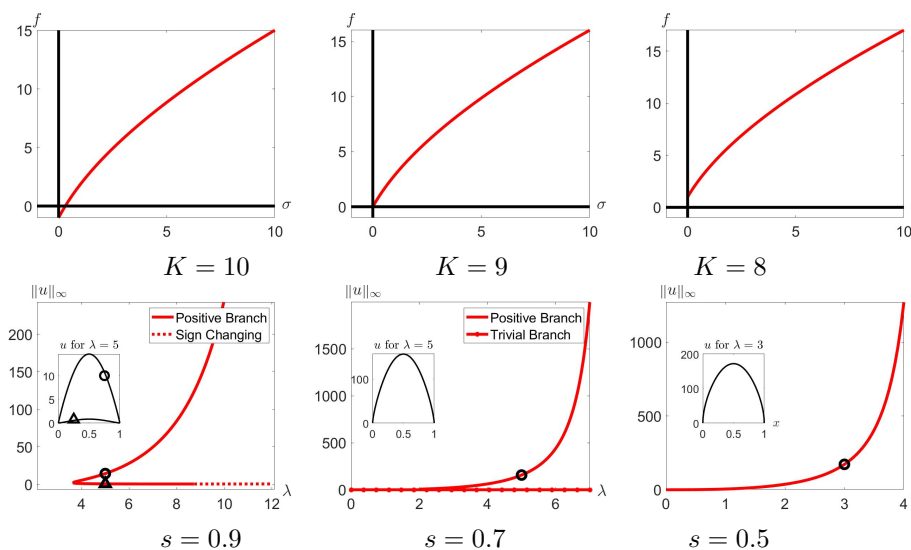 f
15
10
5
0
0
5
10
σ
K = 10
f
15
10
5
0
0
5
10
σ
K = 9
f
15
10
5
0
0
5
10
K = 8
‖u‖∞
200
150
100
50
0
4
6
8
10
12
λ
Positive Branch
Sign Changing
u for λ = 5
10
5
0
0
0.5
1
s = 0.9
‖u‖∞
1500
1000
500
0
0
2
4
6
λ
Positive Branch
Trivial Branch
u for λ = 5
100
0
0
0.5
1
s = 0.7
‖u‖∞
1000
500
0
0
1
2
3
4
u for λ = 3
200
100
0
0
0.5
1
x
s = 0.5